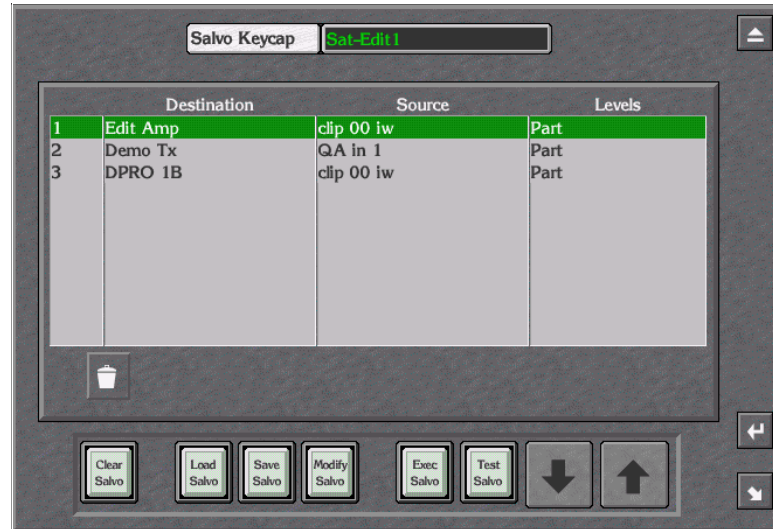 Salvo Keycap Sat-Edit1
Destination Source Levels
1 Edit Amp clip 00 iw Part
2 Demo Tx QA in 1 Part
3 DPRO 1B clip 00 iw Part
Clear Salvo
Load Salvo
Save Salvo
Modify Salvo
Exec Salvo
Test Salvo